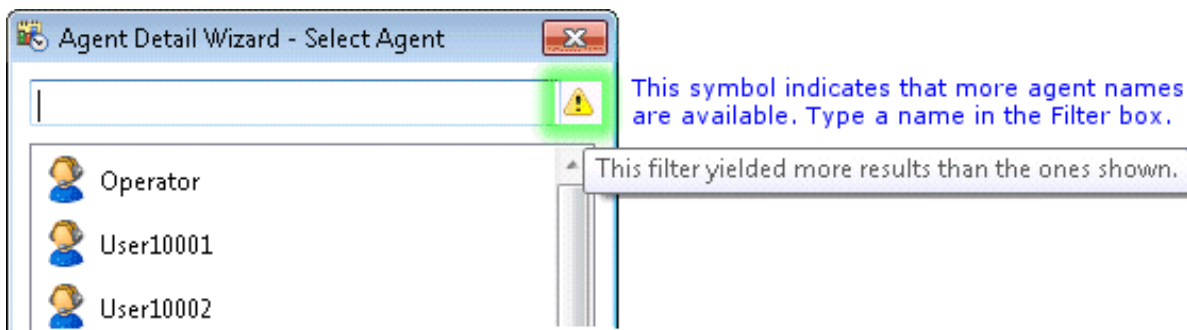 Agent Detail Wizard - Select Agent
This symbol indicates that more agent names
are available. Type a name in the Filter box.
This filter yielded more results than the ones shown.
Operator
User10001
User10002